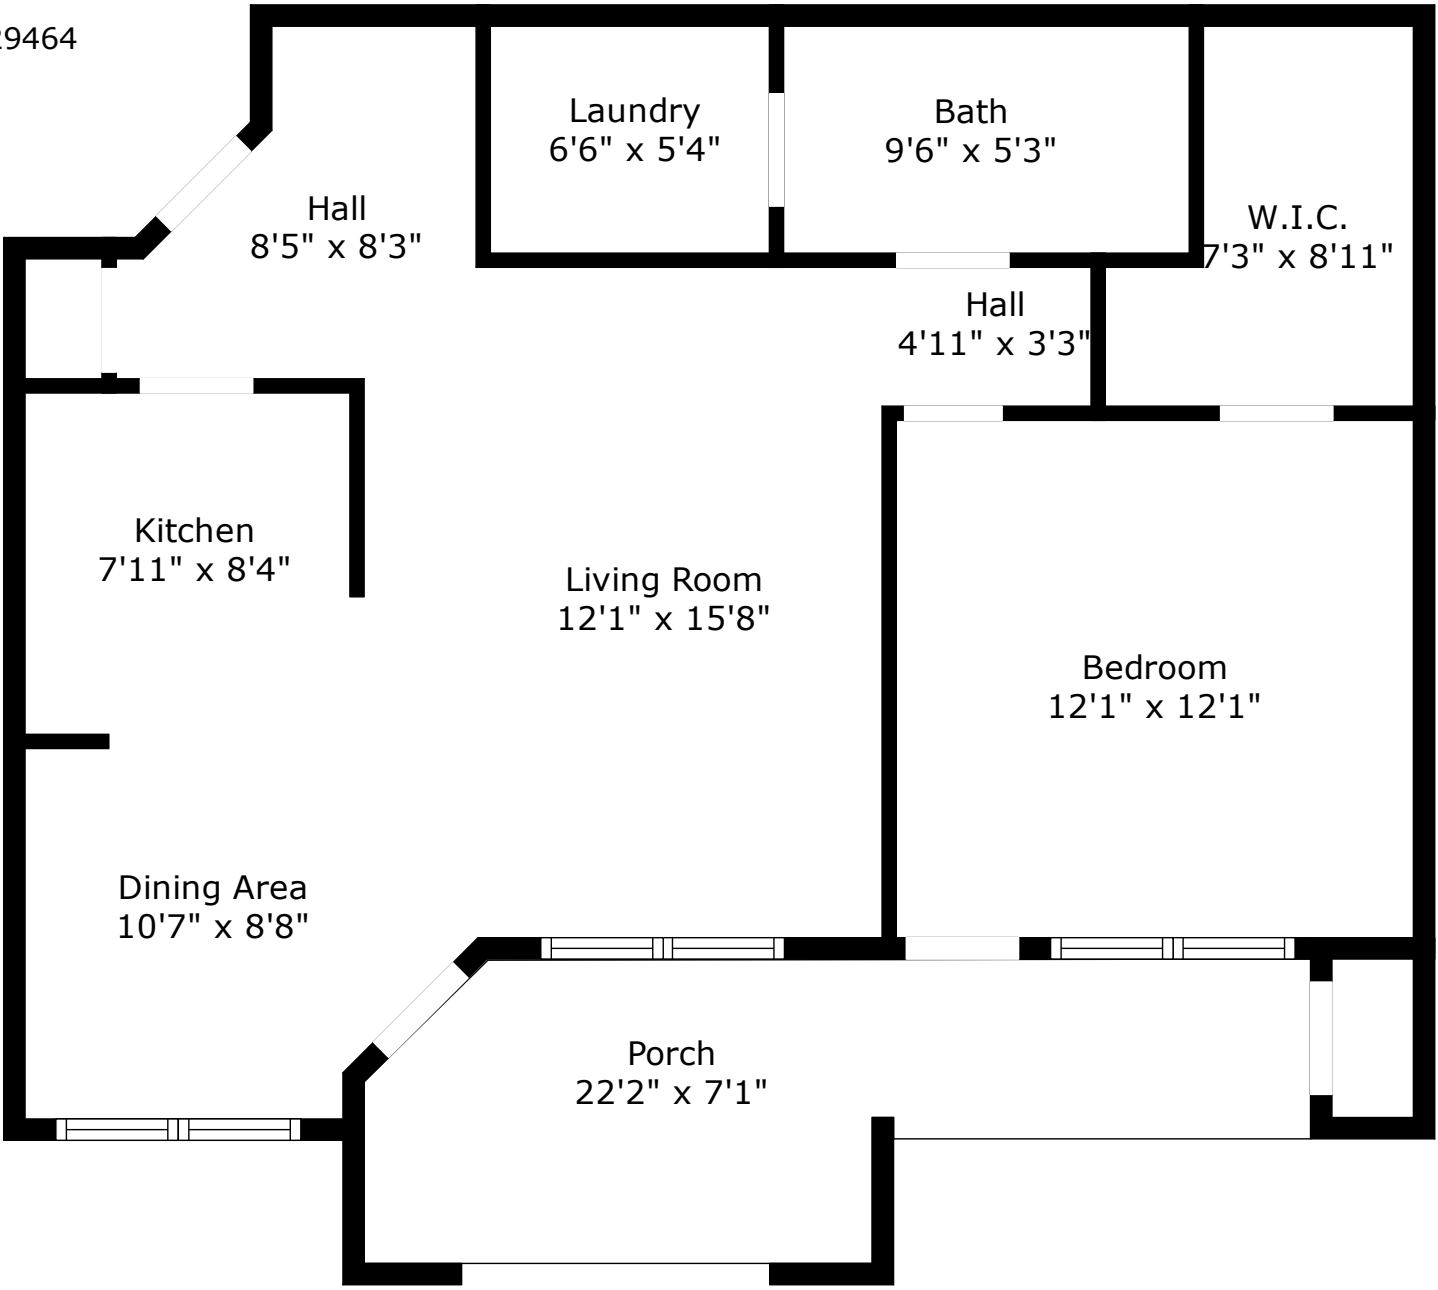 29464
Laundry
6'6" x 5'4"
Bath
9'6" x 5'3"
Hall
8'5" x 8'3"
W.I.C.
7'3" x 8'11"
Hall
4'11" x 3'3"
Kitchen
7'11" x 8'4"
Living Room
12'1" x 15'8"
Bedroom
12'1" x 12'1"
Dining Area
10'7" x 8'8"
Porch
22'2" x 7'1"